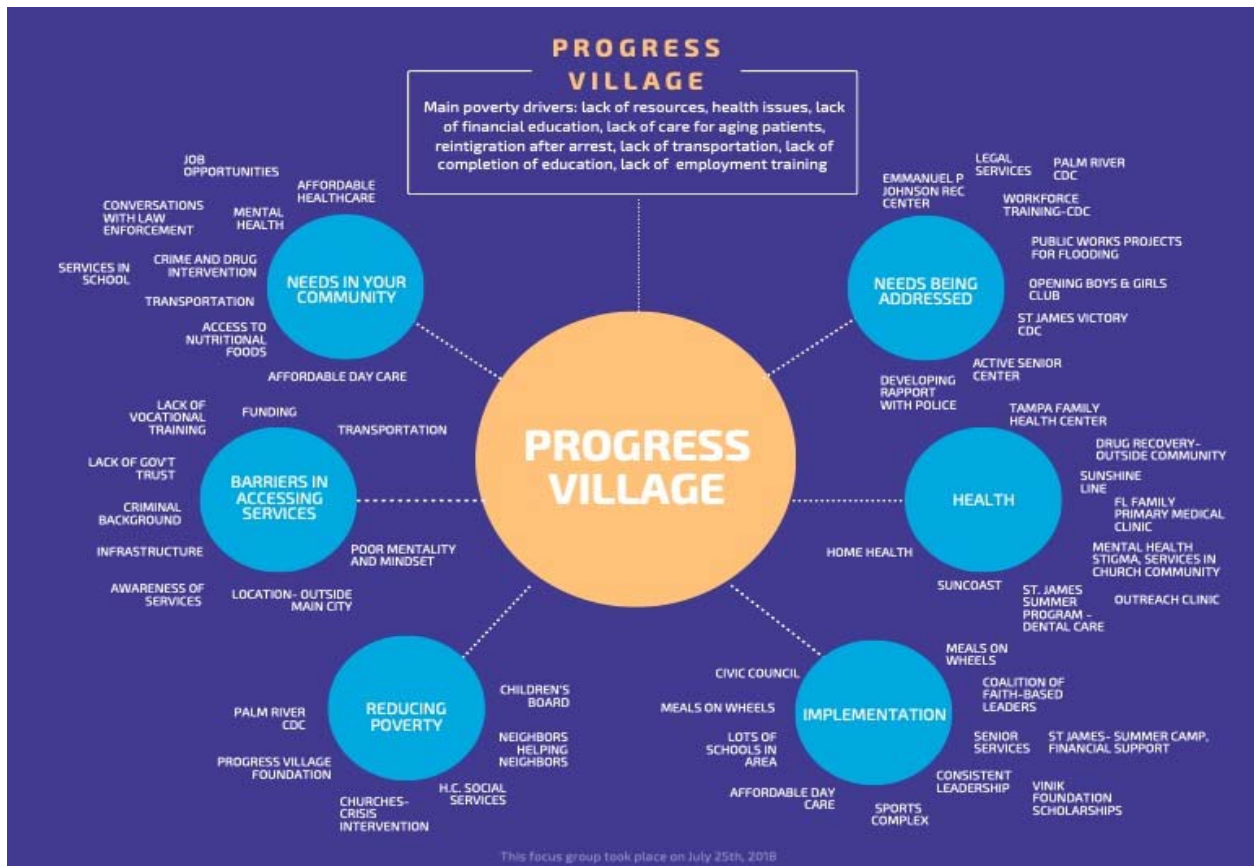 PROGRESS
VILLAGE
Main poverty drivers: lack of resources, health issues, lack
of financial education, lack of care for aging patients,
reintigration after arrest, lack of transportation, lack of
completion of education, lack of  employment training
JOB
OPPORTUNITIES
AFFORDABLE
HEALTHCARE
CONVERSATIONS
WITH LAW
ENFORCEMENT
MENTAL
HEALTH
SERVICES IN
SCHOOL
CRIME AND DRUG
INTERVENTION
TRANSPORTATION
ACCESS TO
NUTRITIONAL
FOODS
AFFORDABLE DAY CARE
NEEDS IN YOUR
COMMUNITY
EMMANUEL P
JOHNSON REC
CENTER
LEGAL
SERVICES
PALM RIVER
CDC
WORKFORCE
TRAINING-CDC
PUBLIC WORKS PROJECTS
FOR FLOODING
OPENING BOYS & GIRLS
CLUB
ST JAMES VICTORY
CDC
ACTIVE SENIOR
CENTER
DEVELOPING
RAPPORT
WITH POLICE
NEEDS BEING
ADDRESSED
PROGRESS
VILLAGE
LACK OF
VOCATIONAL
TRAINING
FUNDING
TRANSPORTATION
LACK OF GOV'T
TRUST
CRIMINAL
BACKGROUND
INFRASTRUCTURE
AWARENESS OF
SERVICES
LOCATION- OUTSIDE
MAIN CITY
POOR MENTALITY
AND MINDSET
BARRIERS IN
ACCESSING
SERVICES
TAMPA FAMILY
HEALTH CENTER
DRUG RECOVERY-
OUTSIDE COMMUNITY
SUNSHINE
LINE
FL FAMILY
PRIMARY MEDICAL
CLINIC
MENTAL HEALTH
STIGMA, SERVICES IN
CHURCH COMMUNITY
OUTREACH CLINIC
ST. JAMES
SUMMER
PROGRAM -
DENTAL CARE
SUNCOAST
HOME HEALTH
HEALTH
REDUCING
POVERTY
PALM RIVER
CDC
PROGRESS VILLAGE
FOUNDATION
CHURCHES-
CRISIS
INTERVENTION
H.C. SOCIAL
SERVICES
NEIGHBORS
HELPING
NEIGHBORS
CHILDREN'S
BOARD
IMPLEMENTATION
CIVIC COUNCIL
MEALS ON WHEELS
LOTS OF
SCHOOLS IN
AREA
AFFORDABLE DAY
CARE
SPORTS
COMPLEX
CONSISTENT
LEADERSHIP
VINIK
FOUNDATION
SCHOLARSHIPS
SENIOR
SERVICES
ST JAMES- SUMMER CAMP,
FINANCIAL SUPPORT
COALITION OF
FAITH-BASED
LEADERS
MEALS ON
WHEELS
This focus group took place on July 25th, 2018